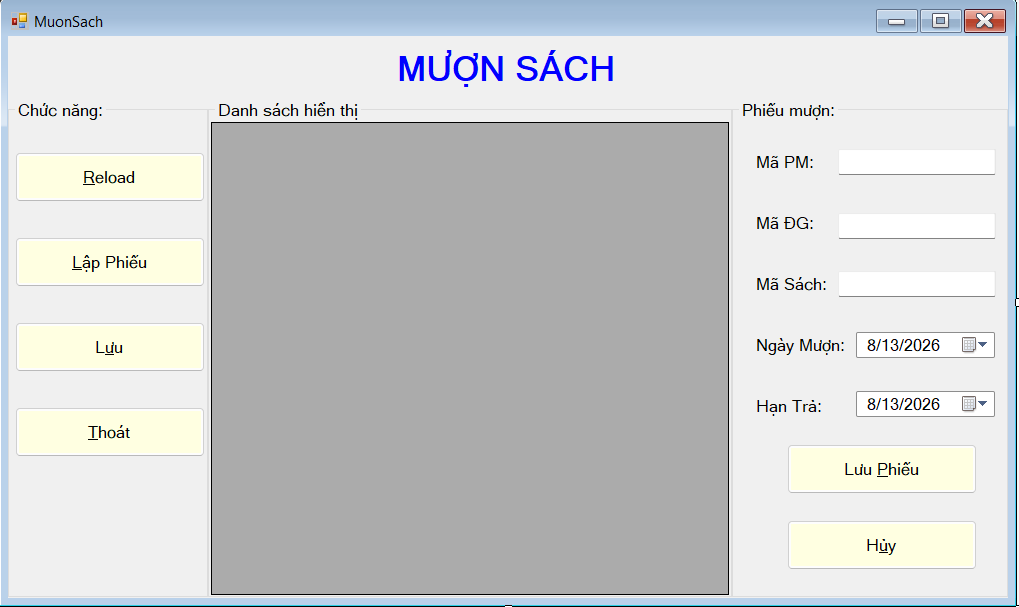 MuonSach
MƯỢN SÁCH
Chức năng:
Reload
Lập Phiếu
Lưu
Thoát
Danh sách hiển thị
Phiếu mượn:
Mã PM:
Mã ĐG:
Mã Sách:
Ngày Mượn: 8/13/2026
Hạn Trả: 8/13/2026
Lưu Phiếu
Hủy